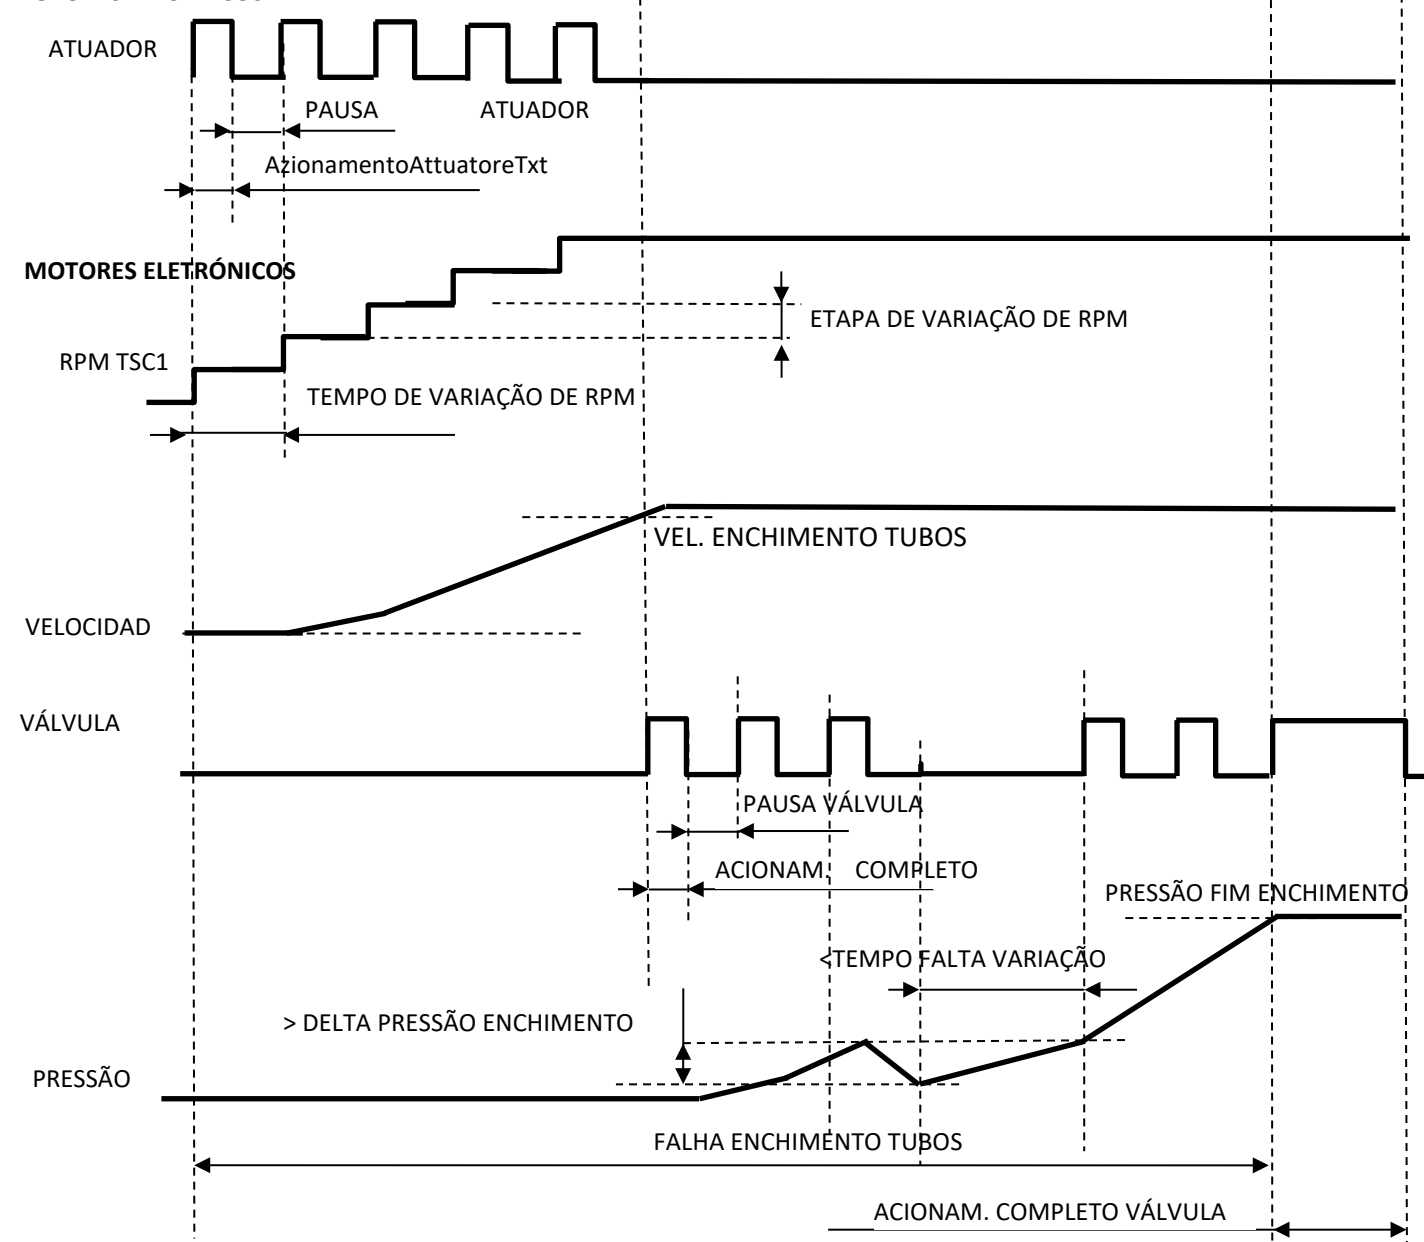 ATUADOR
PAUSA
ATUADOR
AzionamentoAttuatoreTxt
MOTORES ELETRÓNICOS
ETAPA DE VARIAÇÃO DE RPM
RPM TSC1
TEMPO DE VARIAÇÃO DE RPM
VEL. ENCHIMENTO TUBOS
VELOCIDAD
VÁLVULA
PAUSA VÁLVULA
ACIONAM. COMPLETO
PRESSÃO FIM ENCHIMENTO
<TEMPO FALTA VARIAÇÃO
> DELTA PRESSÃO ENCHIMENTO
PRESSÃO
FALHA ENCHIMENTO TUBOS
ACIONAM. COMPLETO VÁLVULA